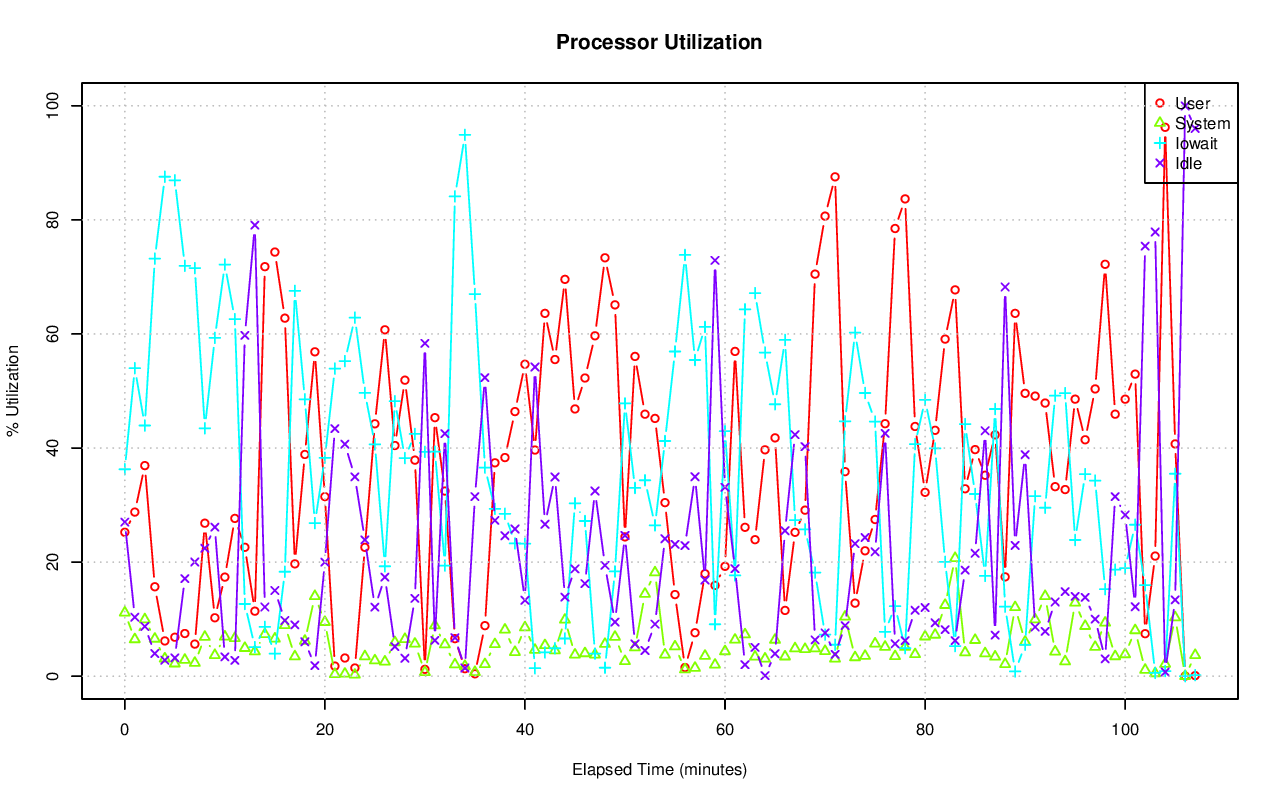 Processor Utilization
% Utilization
100
80
60
40
20
0
User
System
Iowait
Idle
0 20 40 60 80 100
Elapsed Time (minutes)